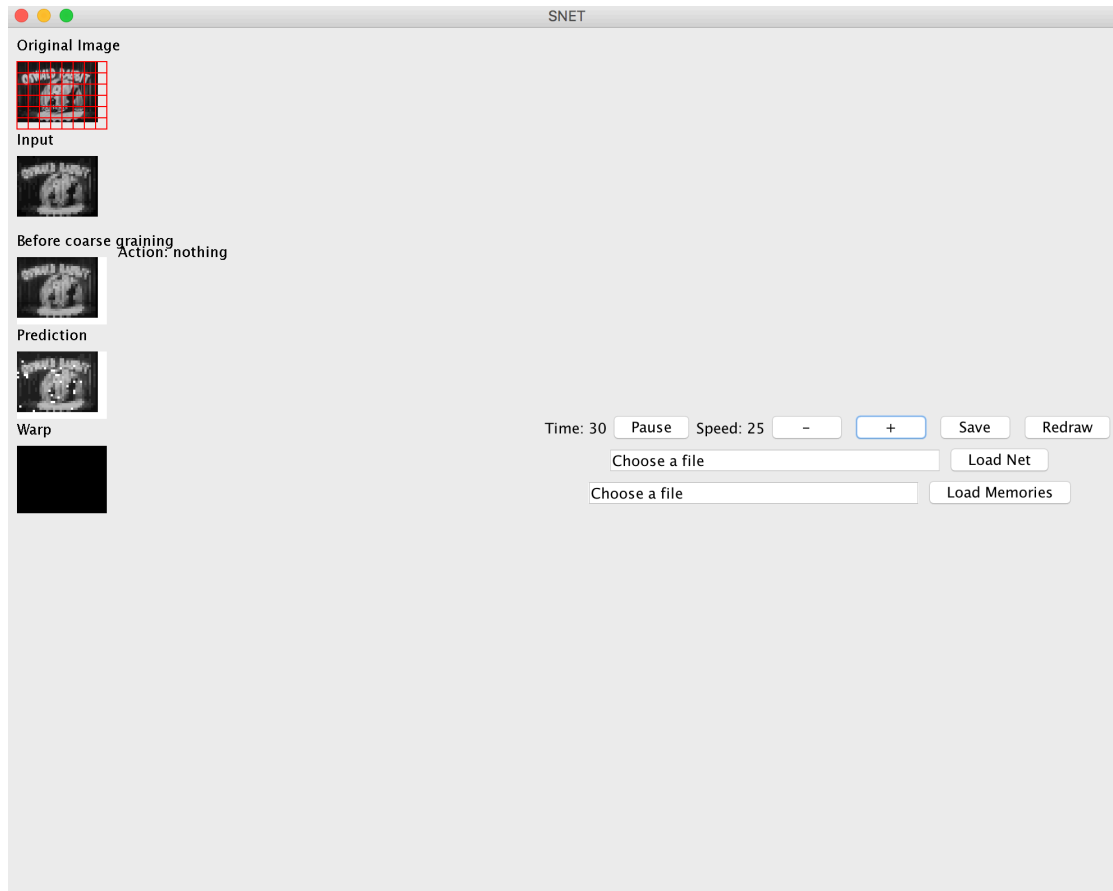 SNET
Original Image
Input
Before coarse graining
Action: nothing
Prediction
Warp
Time: 30 Pause Speed: 25 - + Save Redraw
Choose a file Load Net
Choose a file Load Memories